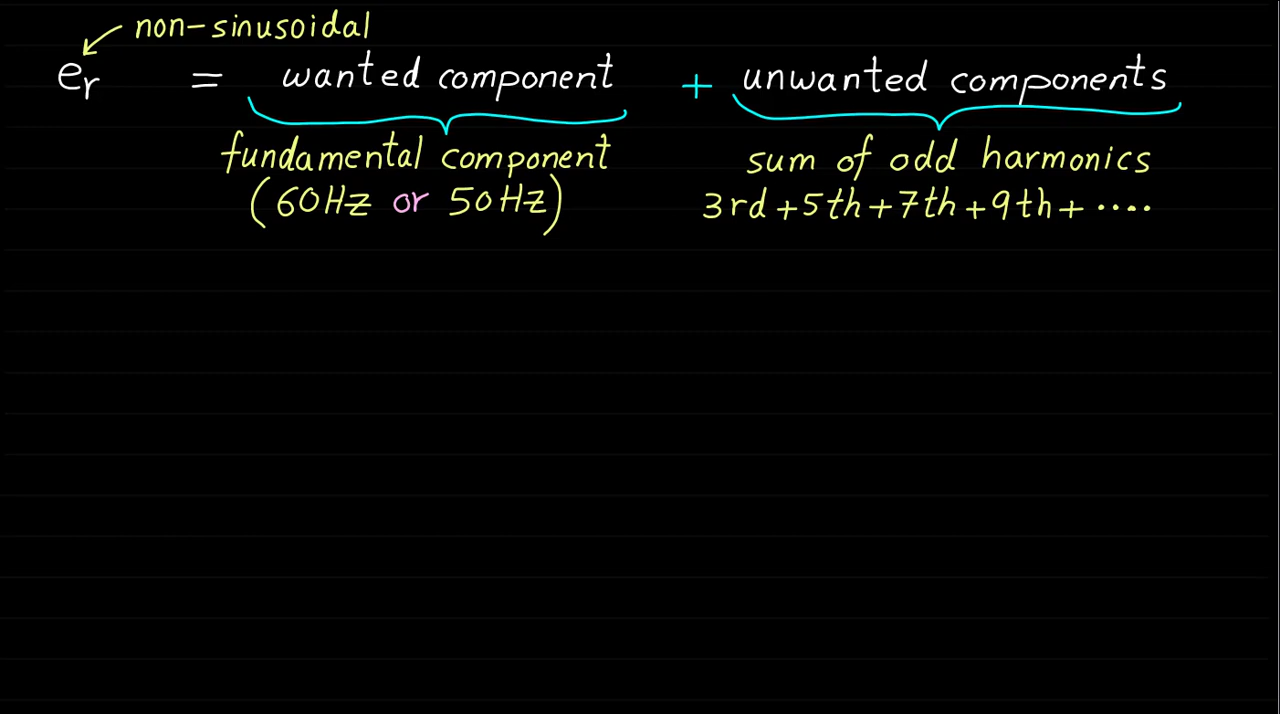 non-sinusoidal
er = wanted component + unwanted components
fundamental component sum of odd harmonics
(60Hz or 50Hz) 3rd+5th+7th+9th+....